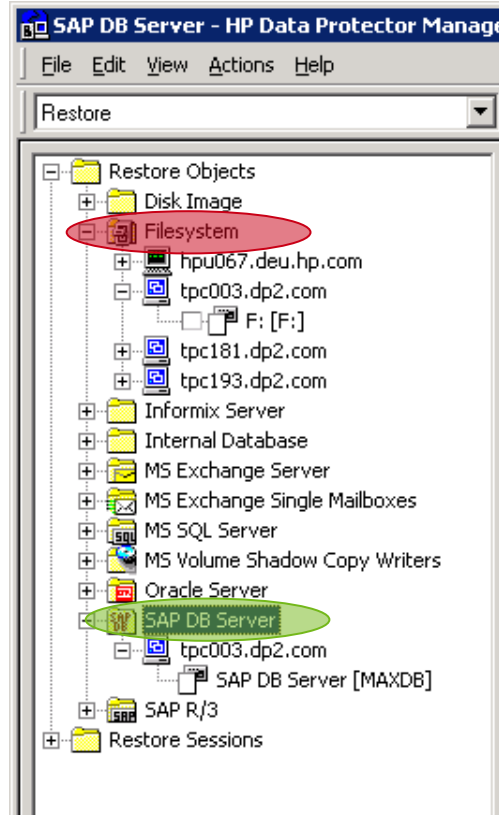 SAP DB Server - HP Data Protector Manage
File Edit View Actions Help
Restore
Restore Objects
Disk Image
Filesystem
hpu067.deu.hp.com
tpc003.dp2.com
F: [F:]
tpc181.dp2.com
tpc193.dp2.com
Informix Server
Internal Database
MS Exchange Server
MS Exchange Single Mailboxes
SQL MS SQL Server
MS Volume Shadow Copy Writers
Oracle Server
SAP SAP DB Server
tpc003.dp2.com
SAP DB Server [MAXDB]
SAP SAP R/3
Restore Sessions